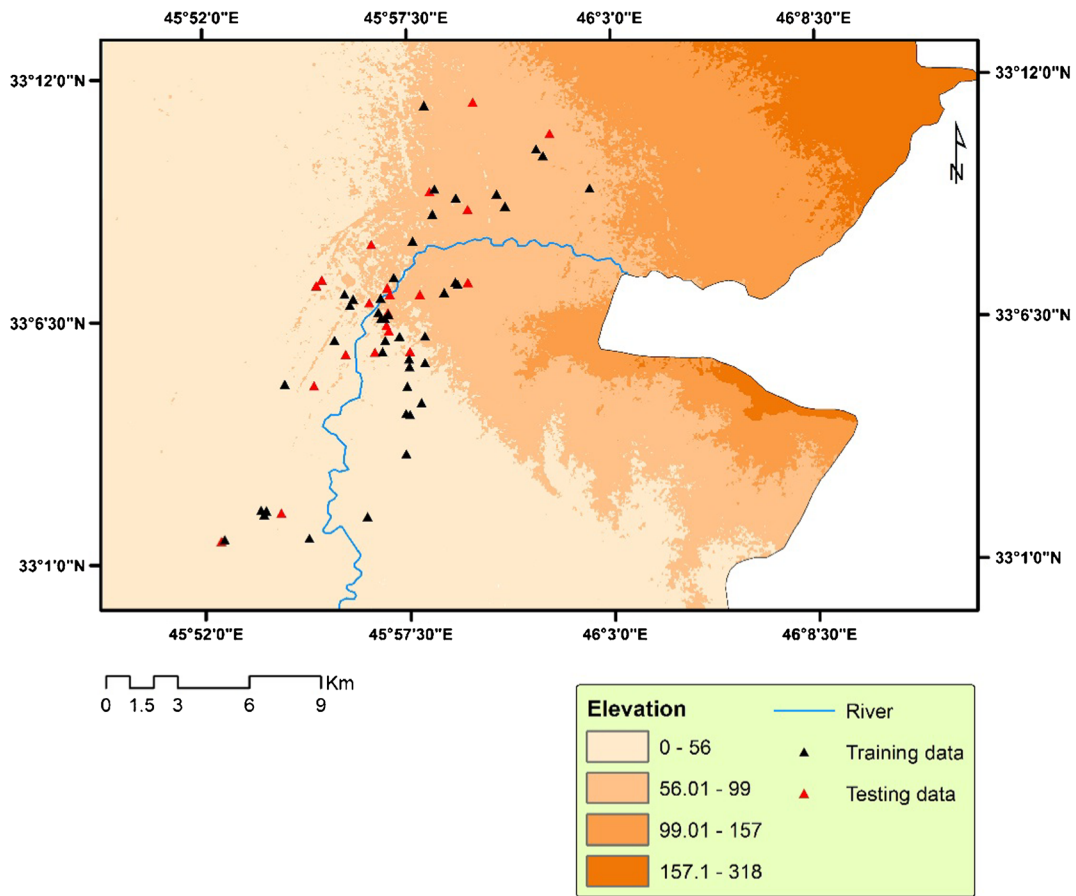 45°52'0"E 45°57'30"E 46°3'0"E 46°8'30"E
33°12'0"N 33°12'0"N
N
33°6'30"N 33°6'30"N
33°1'0"N 33°1'0"N
45°52'0"E 45°57'30"E 46°3'0"E 46°8'30"E
Km
0 1.5 3 6 9
Elevation River
0 - 56 Training data
56.01 - 99 Testing data
99.01 - 157
157.1 - 318